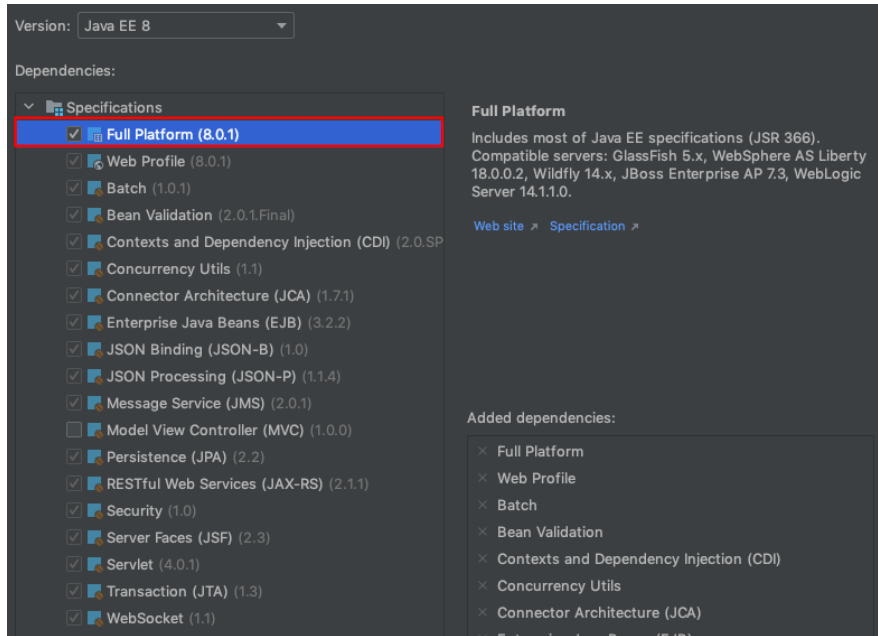 Version: Java EE 8
Dependencies:
Specifications
Full Platform (8.0.1)
Web Profile (8.0.1)
Batch (1.0.1)
Bean Validation (2.0.1.Final)
Contexts and Dependency Injection (CDI) (2.0.SP
Concurrency Utils (1.1)
Connector Architecture (JCA) (1.7.1)
Enterprise Java Beans (EJB) (3.2.2)
JSON Binding (JSON-B) (1.0)
JSON Processing (JSON-P) (1.1.4)
Message Service (JMS) (2.0.1)
Model View Controller (MVC) (1.0.0)
Persistence (JPA) (2.2)
RESTful Web Services (JAX-RS) (2.1.1)
Security (1.0)
Server Faces (JSF) (2.3)
Servlet (4.0.1)
Transaction (JTA) (1.3)
WebSocket (1.1)
Full Platform
Includes most of Java EE specifications (JSR 366).
Compatible servers: GlassFish 5.x, WebSphere AS Liberty
18.0.0.2, Wildfly 14.x, JBoss Enterprise AP 7.3, WebLogic
Server 14.1.1.0.
Web site ↗ Specification ↗
Added dependencies:
Full Platform
Web Profile
Batch
Bean Validation
Contexts and Dependency Injection (CDI)
Concurrency Utils
Connector Architecture (JCA)